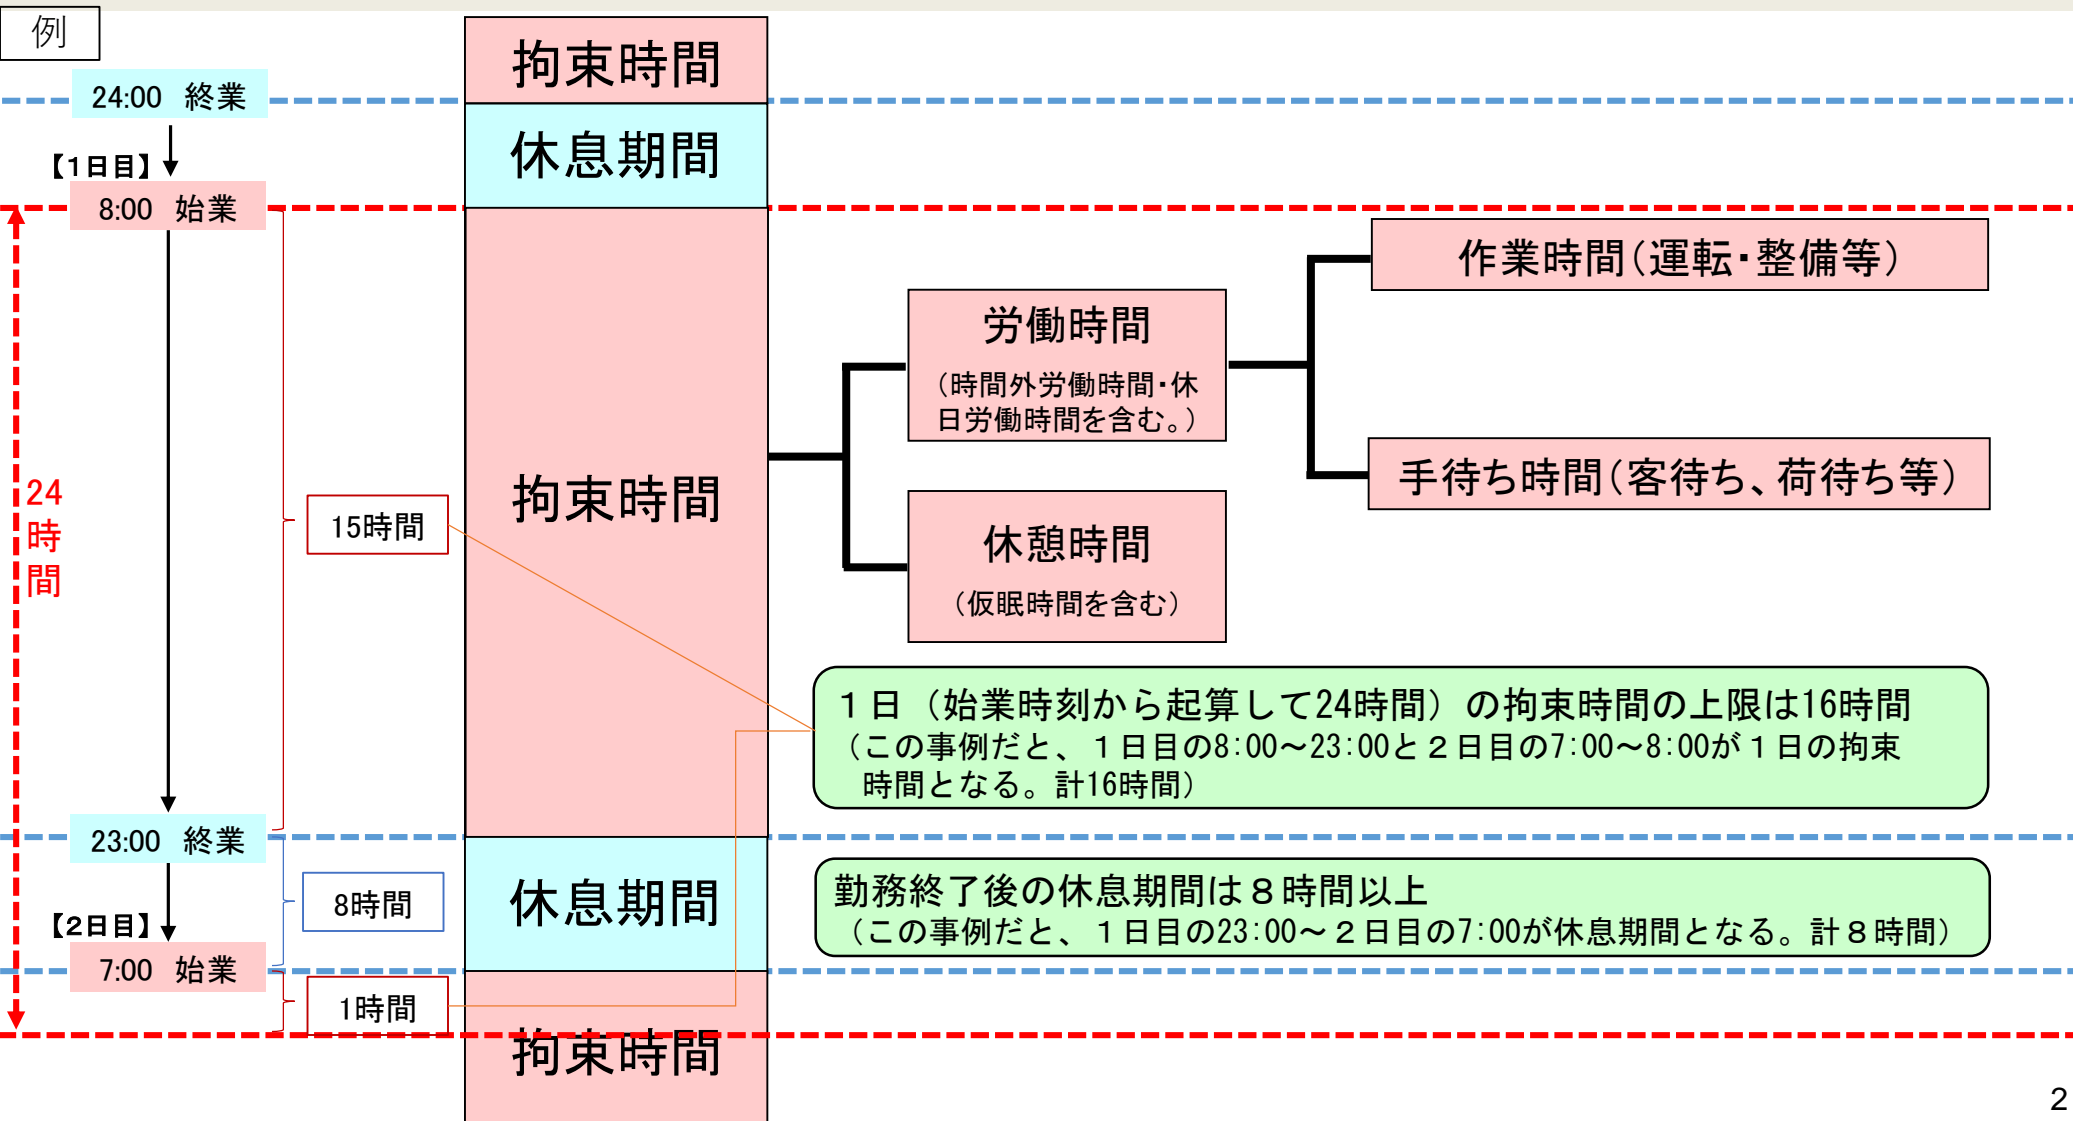 例
拘束時間
24:00 終業
休息期間
【1日目】
8:00 始業
作業時間(運転・整備等)
労働時間
(時間外労働時間・休
日労働時間を含む。)
手待ち時間(客待ち、荷待ち等)
24
時
間
15時間
拘束時間
休憩時間
(仮眠時間を含む)
1日(始業時刻から起算して24時間)の拘束時間の上限は16時間
(この事例だと、1日目の8:00~23:00と2日目の7:00~8:00が1日の拘束
時間となる。計16時間)
23:00 終業
8時間
休息期間
勤務終了後の休息期間は8時間以上
(この事例だと、1日目の23:00~2日目の7:00が休息期間となる。計8時間)
【2日目】
7:00 始業
1時間
拘束時間
2